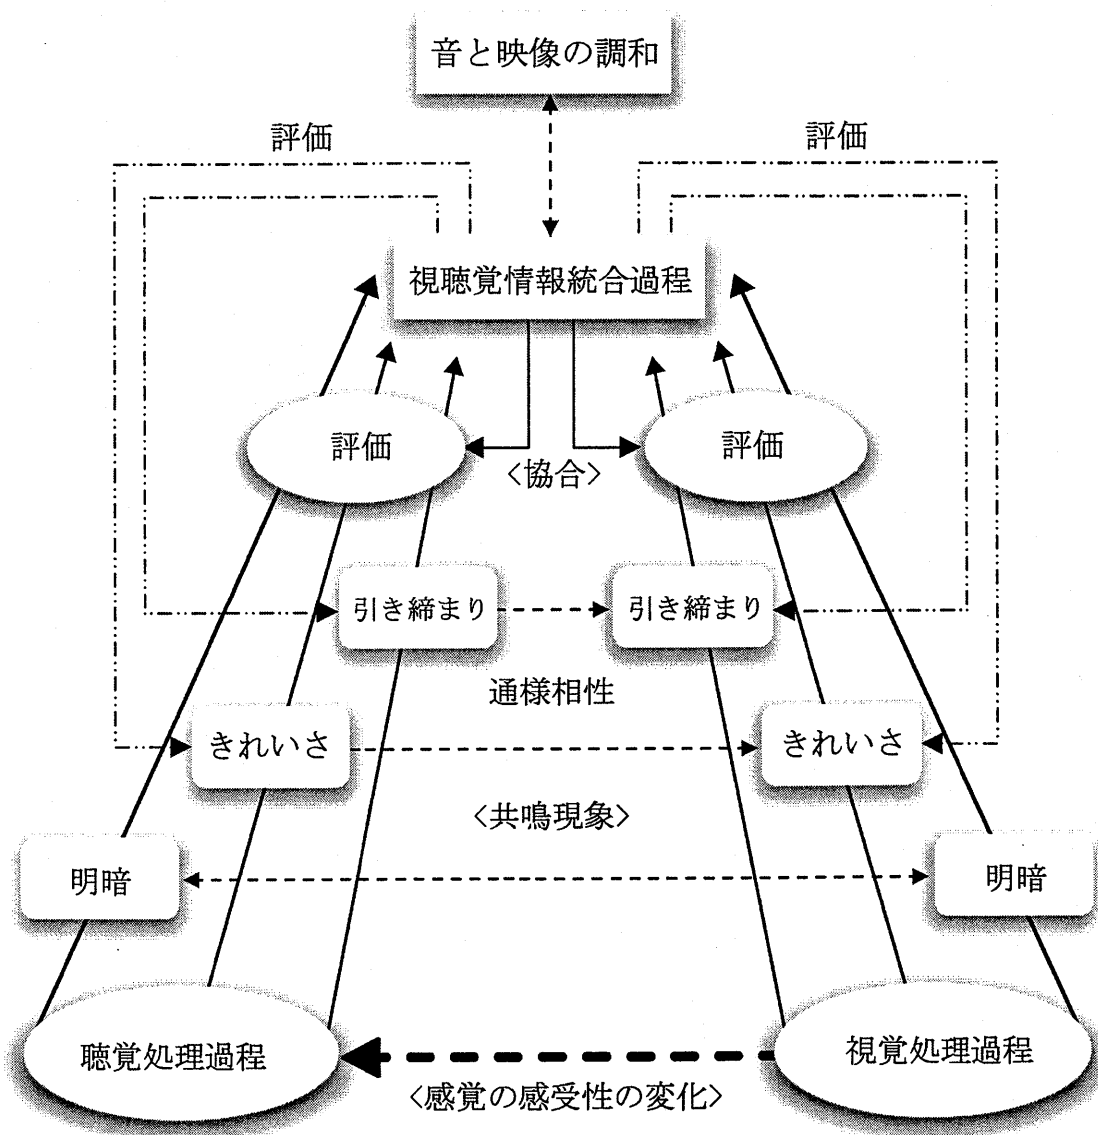 音と映像の調和
評価
評価
視聴覚情報統合過程
評価
評価
<協合>
引き締まり
引き締まり
通様相性
きれいさ
きれいさ
<共鳴現象>
明暗
明暗
聴覚処理過程
視覚処理過程
<感覚の感受性の変化>